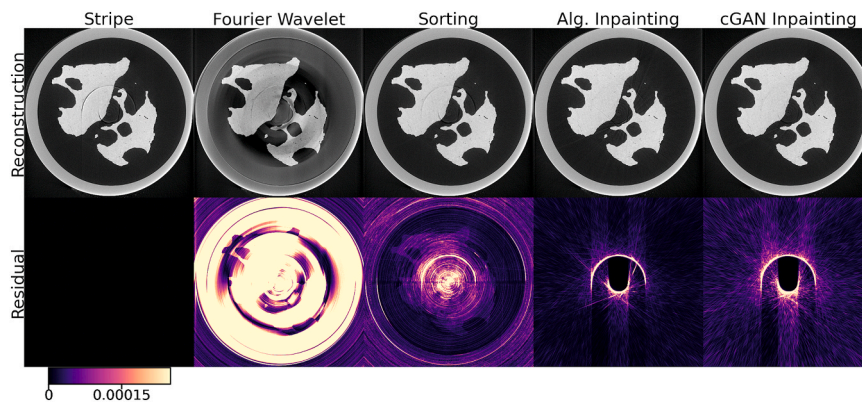 Stripe Fourier Wavelet Sorting Alg. Inpainting cGAN Inpainting
Reconstruction
Residual
0 0.00015